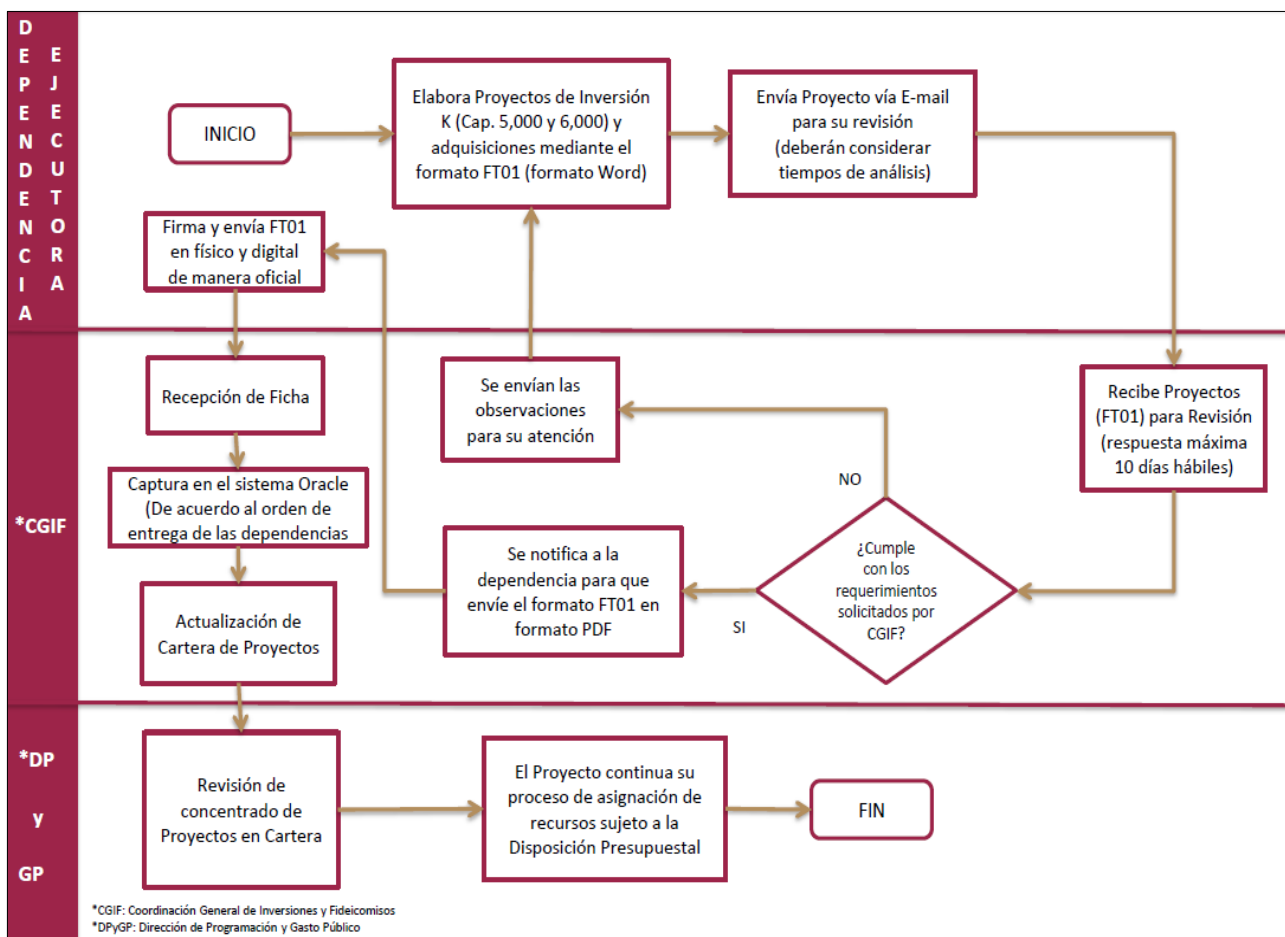 DEPENDENCIA
EJECUTORA
INICIO
Elabora Proyectos de Inversión
K (Cap. 5,000 y 6,000) y
adquisiciones mediante el
formato FT01 (formato Word)
Envía Proyecto vía E-mail
para su revisión
(deberán considerar
tiempos de análisis)
Firma y envía FT01
en físico y digital
de manera oficial
*CGIF
Recepción de Ficha
Se envían las
observaciones
para su atención
Recibe Proyectos
(FT01) para Revisión
(respuesta máxima
10 días hábiles)
NO
Captura en el sistema Oracle
(De acuerdo al orden de
entrega de las dependencias
Se notifica a la
dependencia para que
envíe el formato FT01 en
formato PDF
SI
¿Cumple
con los
requerimientos
solicitados por
CGIF?
Actualización de
Cartera de Proyectos
*DP
y
GP
Revisión de
concentrado de
Proyectos en Cartera
El Proyecto continua su
proceso de asignación de
recursos sujeto a la
Disposición Presupuestal
FIN
*CGIF: Coordinación General de Inversiones y Fideicomisos
*DPyGP: Dirección de Programación y Gasto Público